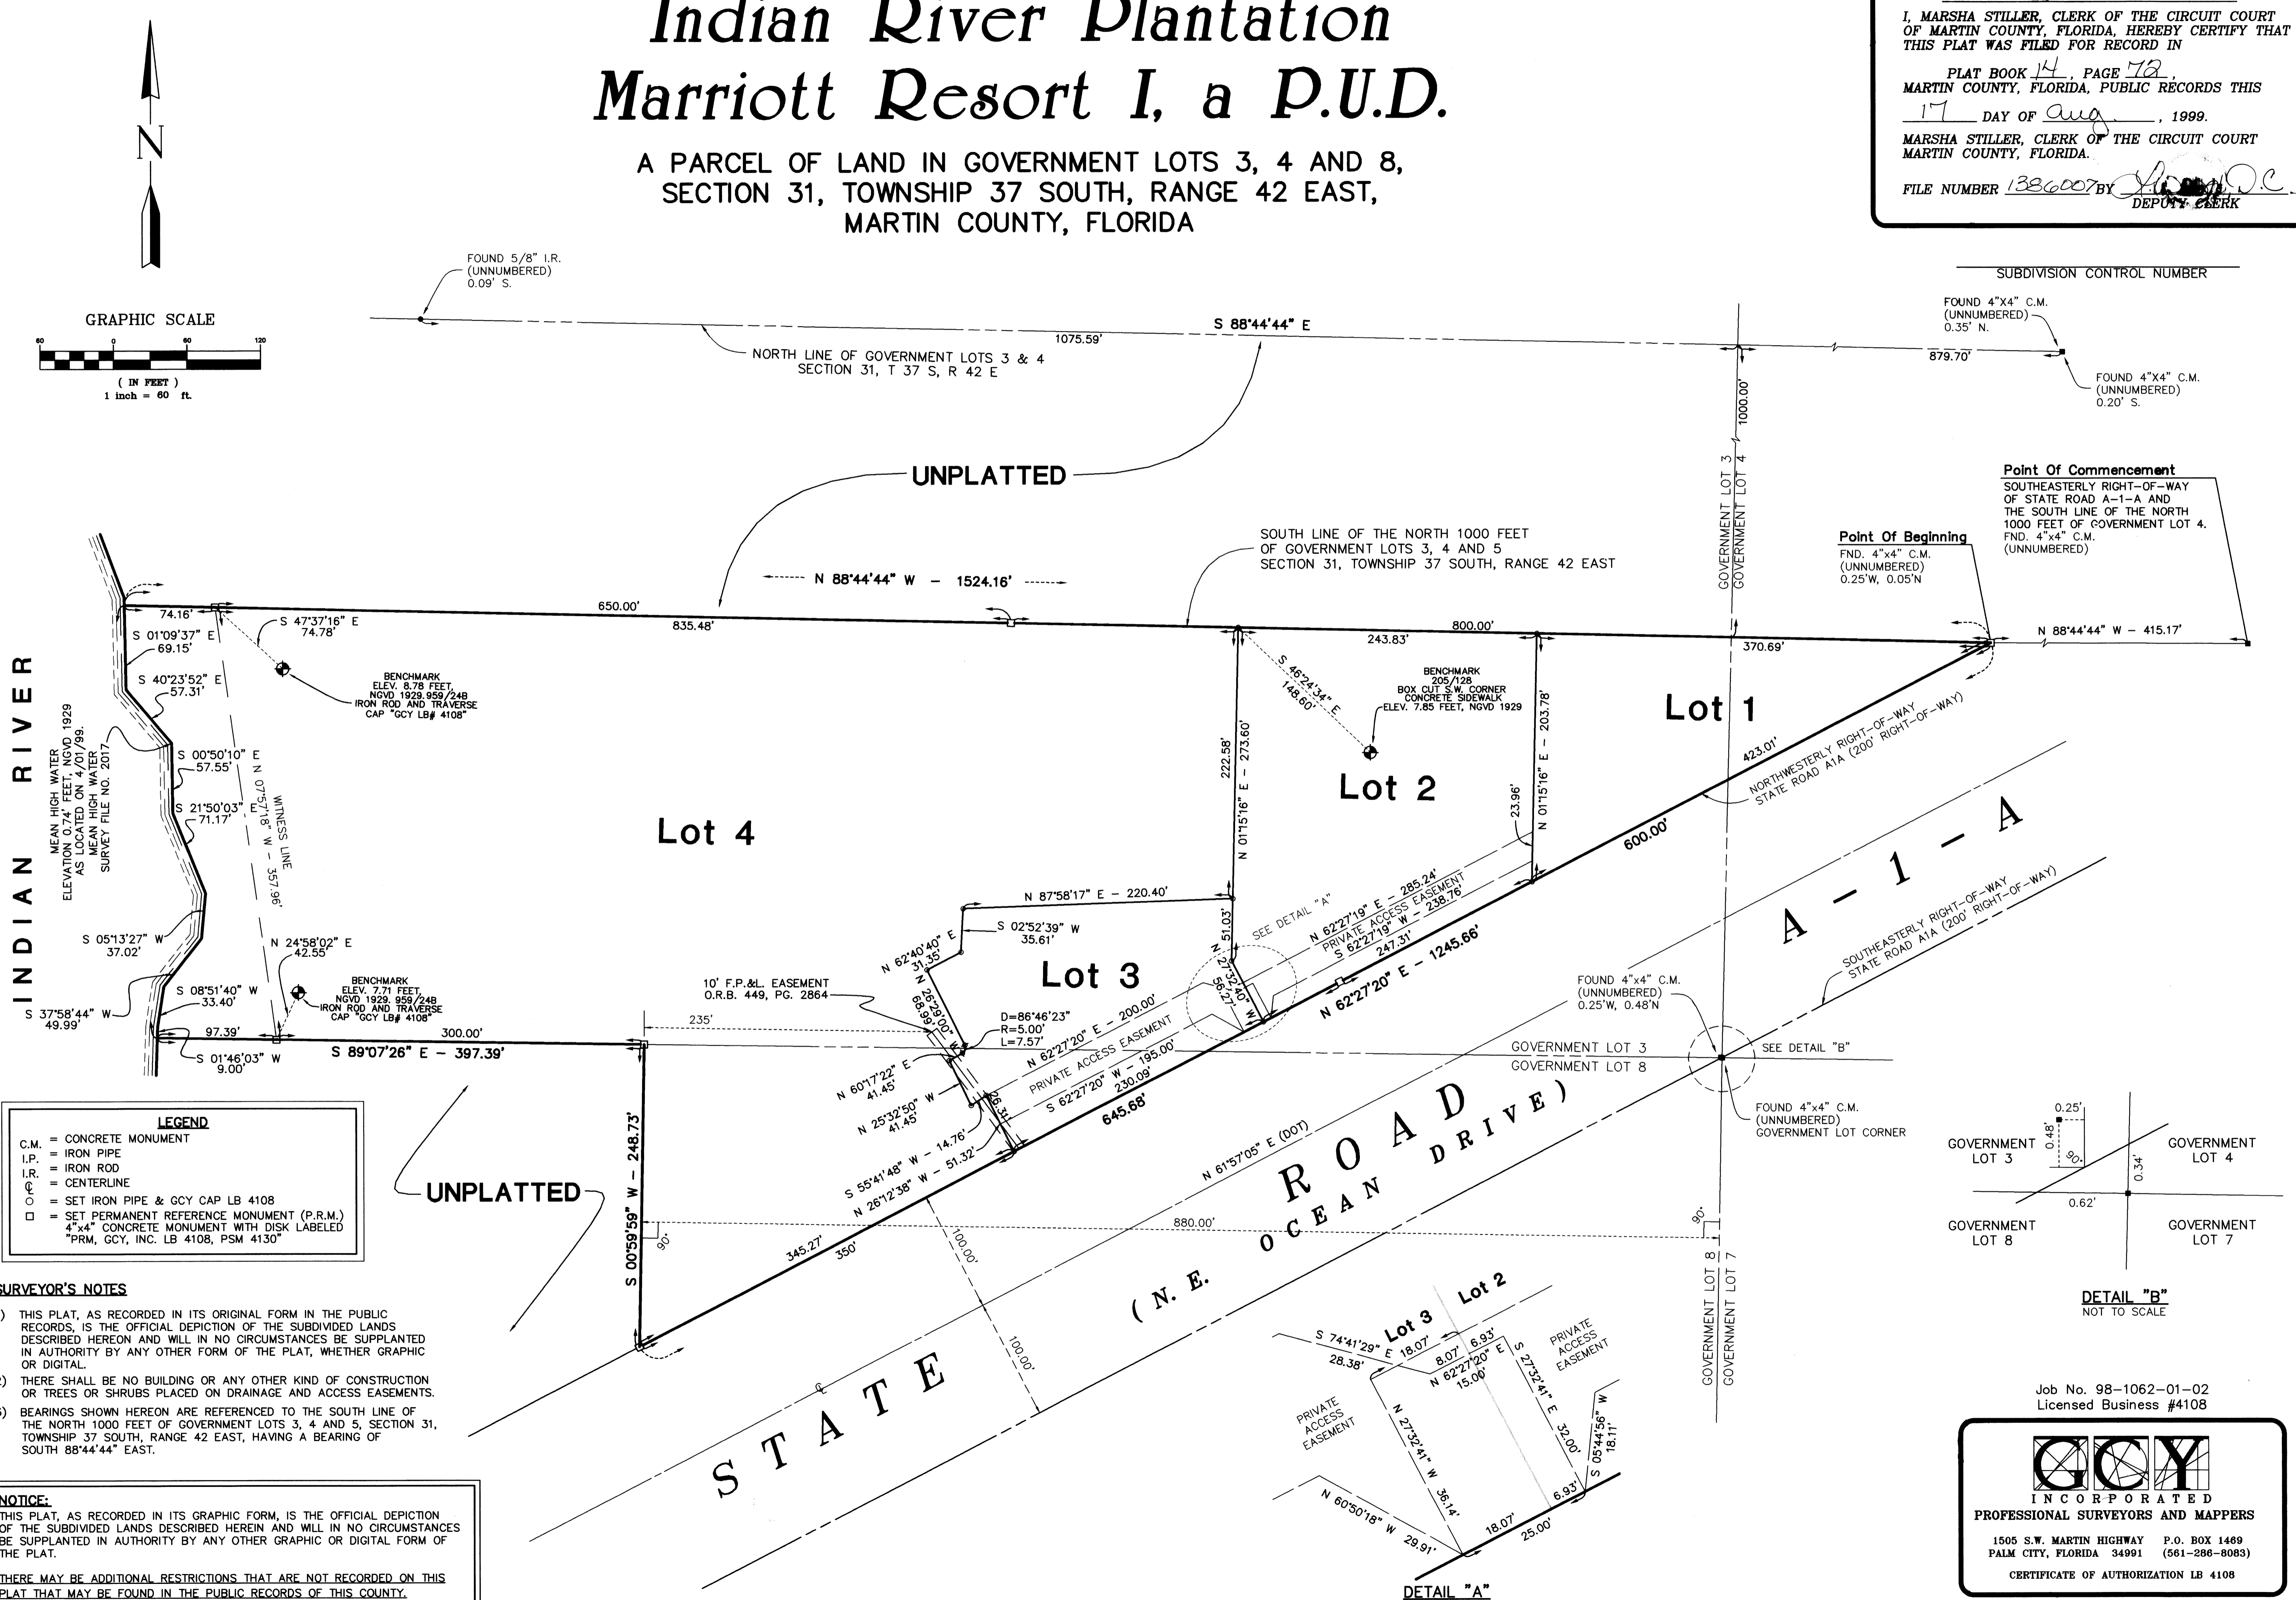 Indian River Plantation
Marriott Resort I, a P.U.D.
A PARCEL OF LAND IN GOVERNMENT LOTS 3, 4 AND 8,
SECTION 31, TOWNSHIP 37 SOUTH, RANGE 42 EAST,
MARTIN COUNTY, FLORIDA
I, MARSHA STILLER, CLERK OF THE CIRCUIT COURT
OF MARTIN COUNTY, FLORIDA, HEREBY CERTIFY THAT
THIS PLAT WAS FILED FOR RECORD IN
PLAT BOOK 14, PAGE 72,
MARTIN COUNTY, FLORIDA, PUBLIC RECORDS THIS
17 DAY OF Aug., 1999.
MARSHA STILLER, CLERK OF THE CIRCUIT COURT
MARTIN COUNTY, FLORIDA.
FILE NUMBER 1386007 BY D.C.
DEPUTY CLERK
SUBDIVISION CONTROL NUMBER
N
GRAPHIC SCALE
60 0 60 120
( IN FEET )
1 inch = 60 ft.
FOUND 5/8" I.R.
(UNNUMBERED)
0.09' S.
S 88°44'44" E
1075.59'
NORTH LINE OF GOVERNMENT LOTS 3 & 4
SECTION 31, T 37 S, R 42 E
FOUND 4"X4" C.M.
(UNNUMBERED)
0.35' N.
879.70'
FOUND 4"X4" C.M.
(UNNUMBERED)
0.20' S.
1000.00'
GOVERNMENT LOT 3
GOVERNMENT LOT 4
UNPLATTED
Point Of Commencement
SOUTHEASTERLY RIGHT-OF-WAY
OF STATE ROAD A-1-A AND
THE SOUTH LINE OF THE NORTH
1000 FEET OF GOVERNMENT LOT 4.
FND. 4"x4" C.M.
(UNNUMBERED)
Point Of Beginning
FND. 4"x4" C.M.
(UNNUMBERED)
0.25'W, 0.05'N
SOUTH LINE OF THE NORTH 1000 FEET
OF GOVERNMENT LOTS 3, 4 AND 5
SECTION 31, TOWNSHIP 37 SOUTH, RANGE 42 EAST
N 88°44'44" W - 1524.16'
74.16'
650.00'
835.48'
800.00'
243.83'
370.69'
N 88°44'44" W - 415.17'
S 01°09'37" E
69.15'
S 47°37'16" E
74.78'
BENCHMARK
ELEV. 8.78 FEET,
NGVD 1929.959/24B
IRON ROD AND TRAVERSE
CAP "GCY LB# 4108"
S 40°23'52" E
57.31'
S 00°50'10" E
57.55'
S 21°50'03" E
71.17'
INDIAN RIVER
MEAN HIGH WATER
ELEVATION 0.74' FEET, NGVD 1929
AS LOCATED ON 4/01/99.
MEAN HIGH WATER
SURVEY FILE NO. 2017
WITNESS LINE
N 07°57'18" W - 357.96'
S 05°13'27" W
37.02'
N 24°58'02" E
42.55'
S 08°51'40" W
33.40'
BENCHMARK
ELEV. 7.71 FEET,
NGVD 1929. 959/24B
IRON ROD AND TRAVERSE
CAP "GCY LB# 4108"
S 37°58'44" W
49.99'
97.39'
300.00'
S 01°46'03" W
9.00'
S 89°07'26" E - 397.39'
Lot 4
S 46°24'34" E
148.60'
BENCHMARK
205/128
BOX CUT S.W. CORNER
CONCRETE SIDEWALK
ELEV. 7.85 FEET, NGVD 1929
Lot 2
Lot 1
222.58'
N 01°15'16" E - 273.60'
51.03'
23.96'
N 01°15'16" E - 203.78'
423.01'
600.00'
NORTHWESTERLY RIGHT-OF-WAY
STATE ROAD A1A (200' RIGHT-OF-WAY)
A - 1 - A
SOUTHEASTERLY RIGHT-OF-WAY
STATE ROAD A1A (200' RIGHT-OF-WAY)
N 87°58'17" E - 220.40'
S 02°52'39" W
35.61'
N 62°40'40" E
31.35'
N 26°29'00" W
68.99'
Lot 3
SEE DETAIL "A"
N 62°27'19" E - 285.24'
PRIVATE ACCESS EASEMENT
S 62°27'19" W - 238.76'
247.31'
N 62°27'20" E - 1245.66'
N 27°32'40" W
56.27'
10' F.P.&L. EASEMENT
O.R.B. 449, PG. 2864
235'
D=86°46'23"
R=5.00'
L=7.57'
N 62°27'20" E - 200.00'
PRIVATE ACCESS EASEMENT
S 62°27'20" W - 195.00'
230.09'
645.68'
N 60°17'22" E
41.45'
N 25°32'50" W
41.45'
26.31'
S 55°41'48" W - 14.76'
N 26°12'38" W - 51.32'
FOUND 4"x4" C.M.
(UNNUMBERED)
0.25'W, 0.48'N
GOVERNMENT LOT 3
GOVERNMENT LOT 8
SEE DETAIL "B"
FOUND 4"x4" C.M.
(UNNUMBERED)
GOVERNMENT LOT CORNER
S 00°59'59" W - 248.73'
UNPLATTED
90°
880.00'
90°
345.27'
350'
100.00'
100.00'
N 61°57'05" E (DOT)
STATE ROAD
( N. E. OCEAN DRIVE )
GOVERNMENT LOT 8
GOVERNMENT LOT 7
LEGEND
C.M. = CONCRETE MONUMENT
I.P. = IRON PIPE
I.R. = IRON ROD
℄ = CENTERLINE
○ = SET IRON PIPE & GCY CAP LB 4108
□ = SET PERMANENT REFERENCE MONUMENT (P.R.M.)
4"x4" CONCRETE MONUMENT WITH DISK LABELED
"PRM, GCY, INC. LB 4108, PSM 4130"
SURVEYOR'S NOTES
) THIS PLAT, AS RECORDED IN ITS ORIGINAL FORM IN THE PUBLIC
RECORDS, IS THE OFFICIAL DEPICTION OF THE SUBDIVIDED LANDS
DESCRIBED HEREON AND WILL IN NO CIRCUMSTANCES BE SUPPLANTED
IN AUTHORITY BY ANY OTHER FORM OF THE PLAT, WHETHER GRAPHIC
OR DIGITAL.
) THERE SHALL BE NO BUILDING OR ANY OTHER KIND OF CONSTRUCTION
OR TREES OR SHRUBS PLACED ON DRAINAGE AND ACCESS EASEMENTS.
) BEARINGS SHOWN HEREON ARE REFERENCED TO THE SOUTH LINE OF
THE NORTH 1000 FEET OF GOVERNMENT LOTS 3, 4 AND 5, SECTION 31,
TOWNSHIP 37 SOUTH, RANGE 42 EAST, HAVING A BEARING OF
SOUTH 88°44'44" EAST.
NOTICE:
THIS PLAT, AS RECORDED IN ITS GRAPHIC FORM, IS THE OFFICIAL DEPICTION
OF THE SUBDIVIDED LANDS DESCRIBED HEREIN AND WILL IN NO CIRCUMSTANCES
BE SUPPLANTED IN AUTHORITY BY ANY OTHER GRAPHIC OR DIGITAL FORM OF
THE PLAT.
THERE MAY BE ADDITIONAL RESTRICTIONS THAT ARE NOT RECORDED ON THIS
PLAT THAT MAY BE FOUND IN THE PUBLIC RECORDS OF THIS COUNTY.
℄
Lot 3
Lot 2
S 74°41'29" E
28.38'
18.07'
8.07'
6.93'
N 62°27'20" E
15.00'
S 27°32'41" E
32.00'
PRIVATE
ACCESS
EASEMENT
PRIVATE
ACCESS
EASEMENT
N 27°32'41" W
36.14'
S 05°44'56" W
18.11'
N 60°50'18" W
29.91'
18.07'
6.93'
25.00'
DETAIL "A"
0.25'
0.48'
90°
0.34'
0.62'
GOVERNMENT
LOT 3
GOVERNMENT
LOT 4
GOVERNMENT
LOT 8
GOVERNMENT
LOT 7
DETAIL "B"
NOT TO SCALE
Job No. 98-1062-01-02
Licensed Business #4108
GCY
INCORPORATED
PROFESSIONAL SURVEYORS AND MAPPERS
1505 S.W. MARTIN HIGHWAY P.O. BOX 1469
PALM CITY, FLORIDA 34991 (561-286-8083)
CERTIFICATE OF AUTHORIZATION LB 4108